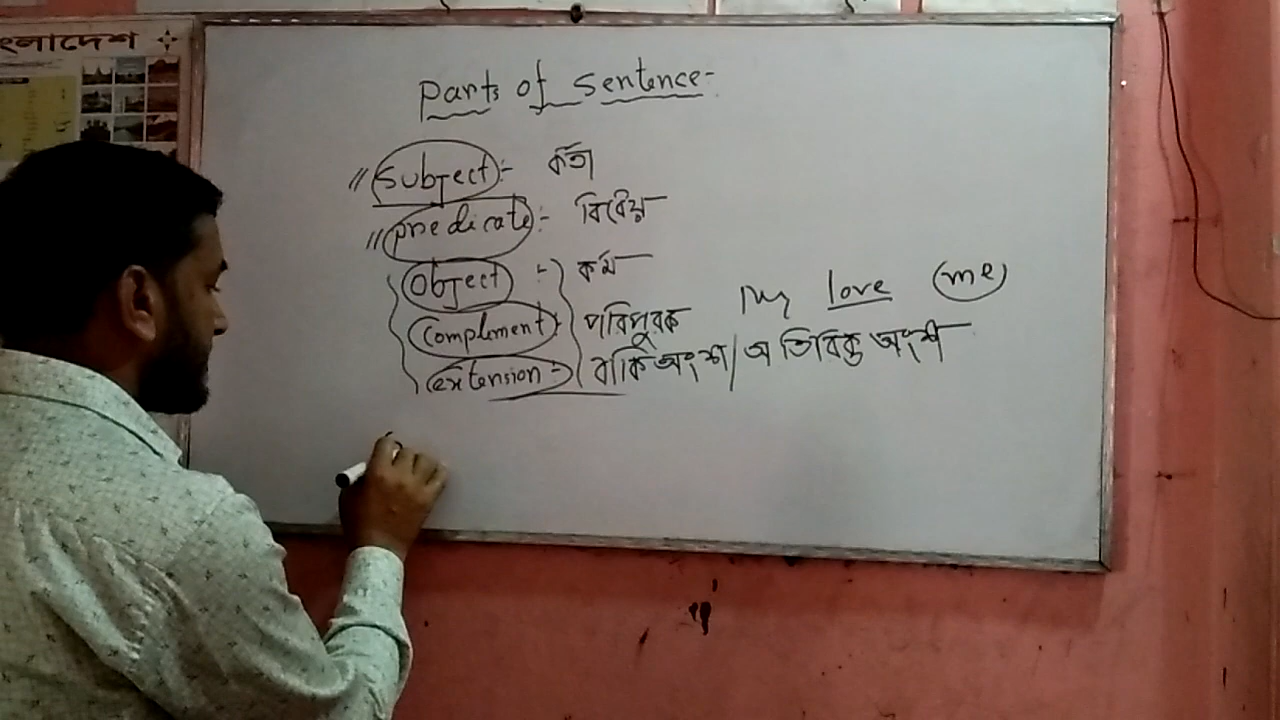 বাংলাদেশ
Parts of Sentence-
// Subject :- কর্তা
// predicate :- বিধেয়
Object :- কর্ম
Complement : পরিপুরক
My love (me)
extension :- বাকি অংশ / অতিরিক্ত অংশ